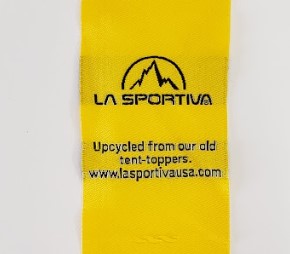 LA SPORTIVA®
Upcycled from our old
tent-toppers.
www.lasportivausa.com